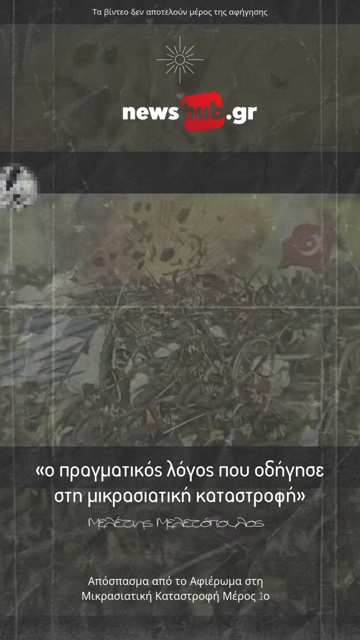 Τα βίντεο δεν αποτελούν μέρος της αφήγησης
newshub.gr
«ο πραγματικός λόγος που οδήγησε
στη μικρασιατική καταστροφή»
Μελέτης Μελετόπουλος
Απόσπασμα από το Αφιέρωμα στη
Μικρασιατική Καταστροφή Μέρος 1ο